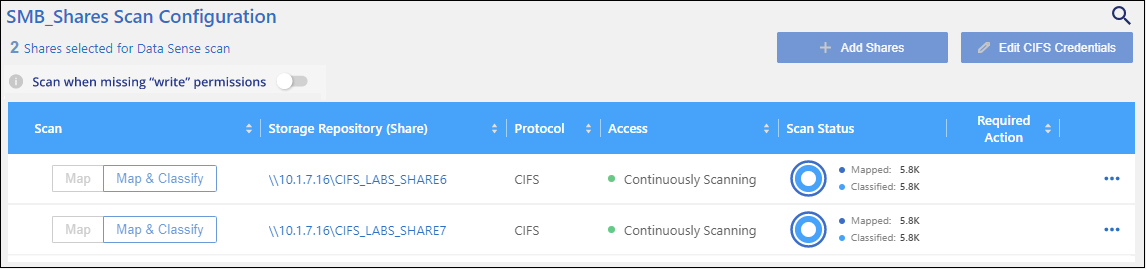 SMB_Shares Scan Configuration
2 Shares selected for Data Sense scan
+ Add Shares
Edit CIFS Credentials
i Scan when missing “write” permissions
Scan Storage Repository (Share) Protocol Access Scan Status Required Action
Map Map & Classify \\10.1.7.16\CIFS_LABS_SHARE6 CIFS Continuously Scanning Mapped: 5.8K
Classified: 5.8K
Map Map & Classify \\10.1.7.16\CIFS_LABS_SHARE7 CIFS Continuously Scanning Mapped: 5.8K
Classified: 5.8K